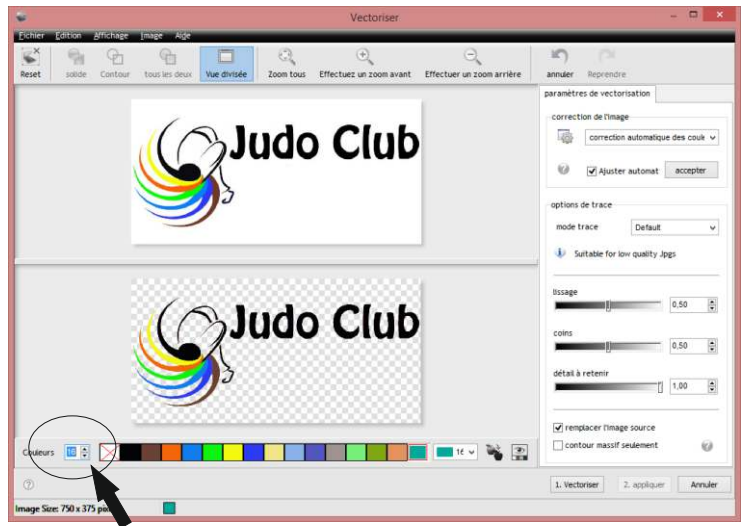 Vectoriser
Fichier Edition Affichage Image Aide
Reset solide Contour tous les deux Vue divisée Zoom tous Effectuez un zoom avant Effectuer un zoom arrière annuler Reprendre
paramètres de vectorisation
correction de l'image
correction automatique des coule
Ajuster automat accepter
Judo Club
options de trace
mode trace Default
Suitable for low quality Jpgs
lissage
0,50
coins
0,50
Judo Club
détail à retenir
1,00
remplacer l'image source
contour massif seulement
Couleurs 16 16
1. Vectoriser 2. appliquer Annuler
Image Size: 750 x 375